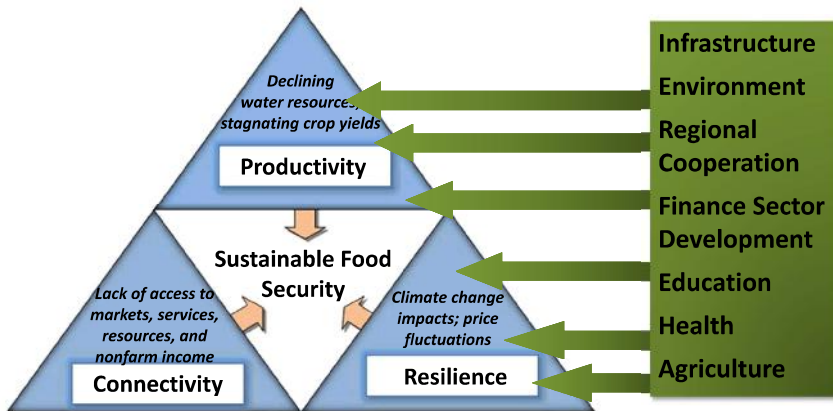 Declining
water resources,
stagnating crop yields
Productivity
Sustainable Food
Security
Lack of access to
markets, services,
resources, and
nonfarm income
Connectivity
Climate change
impacts; price
fluctuations
Resilience
Infrastructure
Environment
Regional
Cooperation
Finance Sector
Development
Education
Health
Agriculture